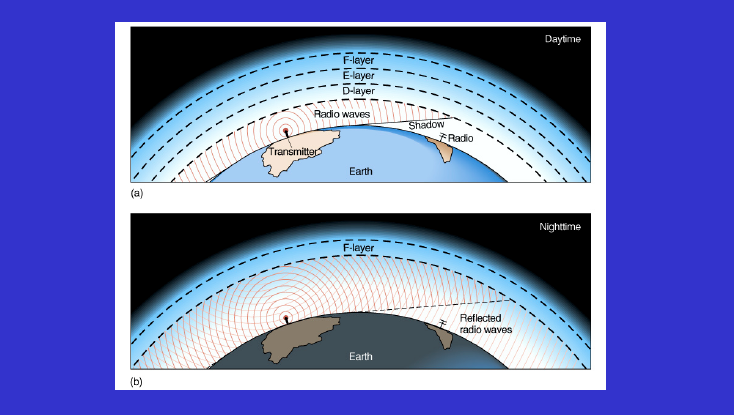 Daytime
F-layer
E-layer
D-layer
Radio waves
Shadow
Radio
Transmitter
Earth
(a)
Nighttime
F-layer
Reflected
radio waves
Earth
(b)